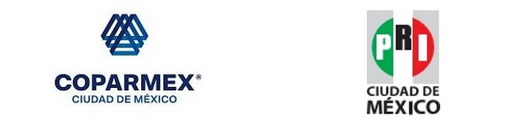 COPARMEX®
CIUDAD DE MÉXICO
PRI
CIUDAD DE
MÉXICO